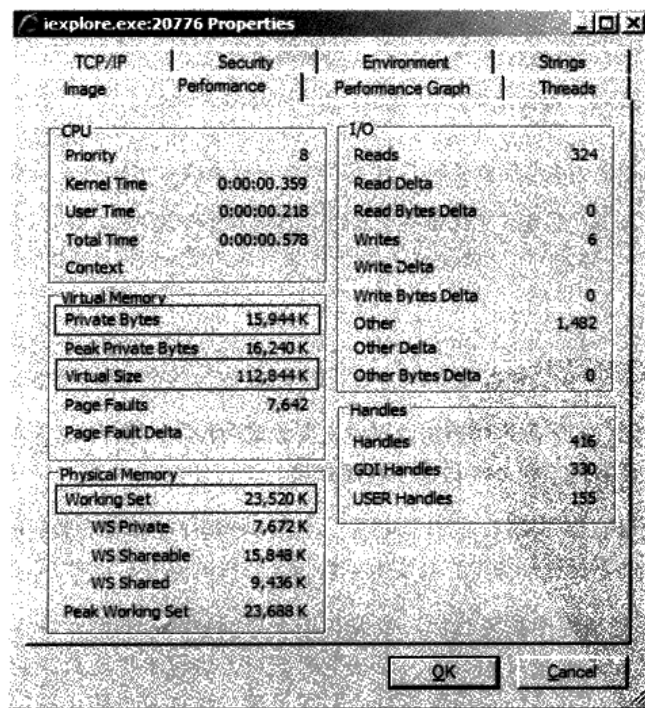 iexplore.exe:20776 Properties
TCP/IP Security Environment Strings
Image Performance Performance Graph Threads
CPU
Priority 8
Kernel Time 0:00:00.359
User Time 0:00:00.218
Total Time 0:00:00.578
Context
Virtual Memory
Private Bytes 15,944 K
Peak Private Bytes 16,240 K
Virtual Size 112,844 K
Page Faults 7,642
Page Fault Delta
Physical Memory
Working Set 23,520 K
WS Private 7,672 K
WS Shareable 15,848 K
WS Shared 9,436 K
Peak Working Set 23,688 K
I/O
Reads 324
Read Delta
Read Bytes Delta 0
Writes 6
Write Delta
Write Bytes Delta 0
Other 1,482
Other Delta
Other Bytes Delta 0
Handles
Handles 416
GDI Handles 330
USER Handles 155
OK Cancel